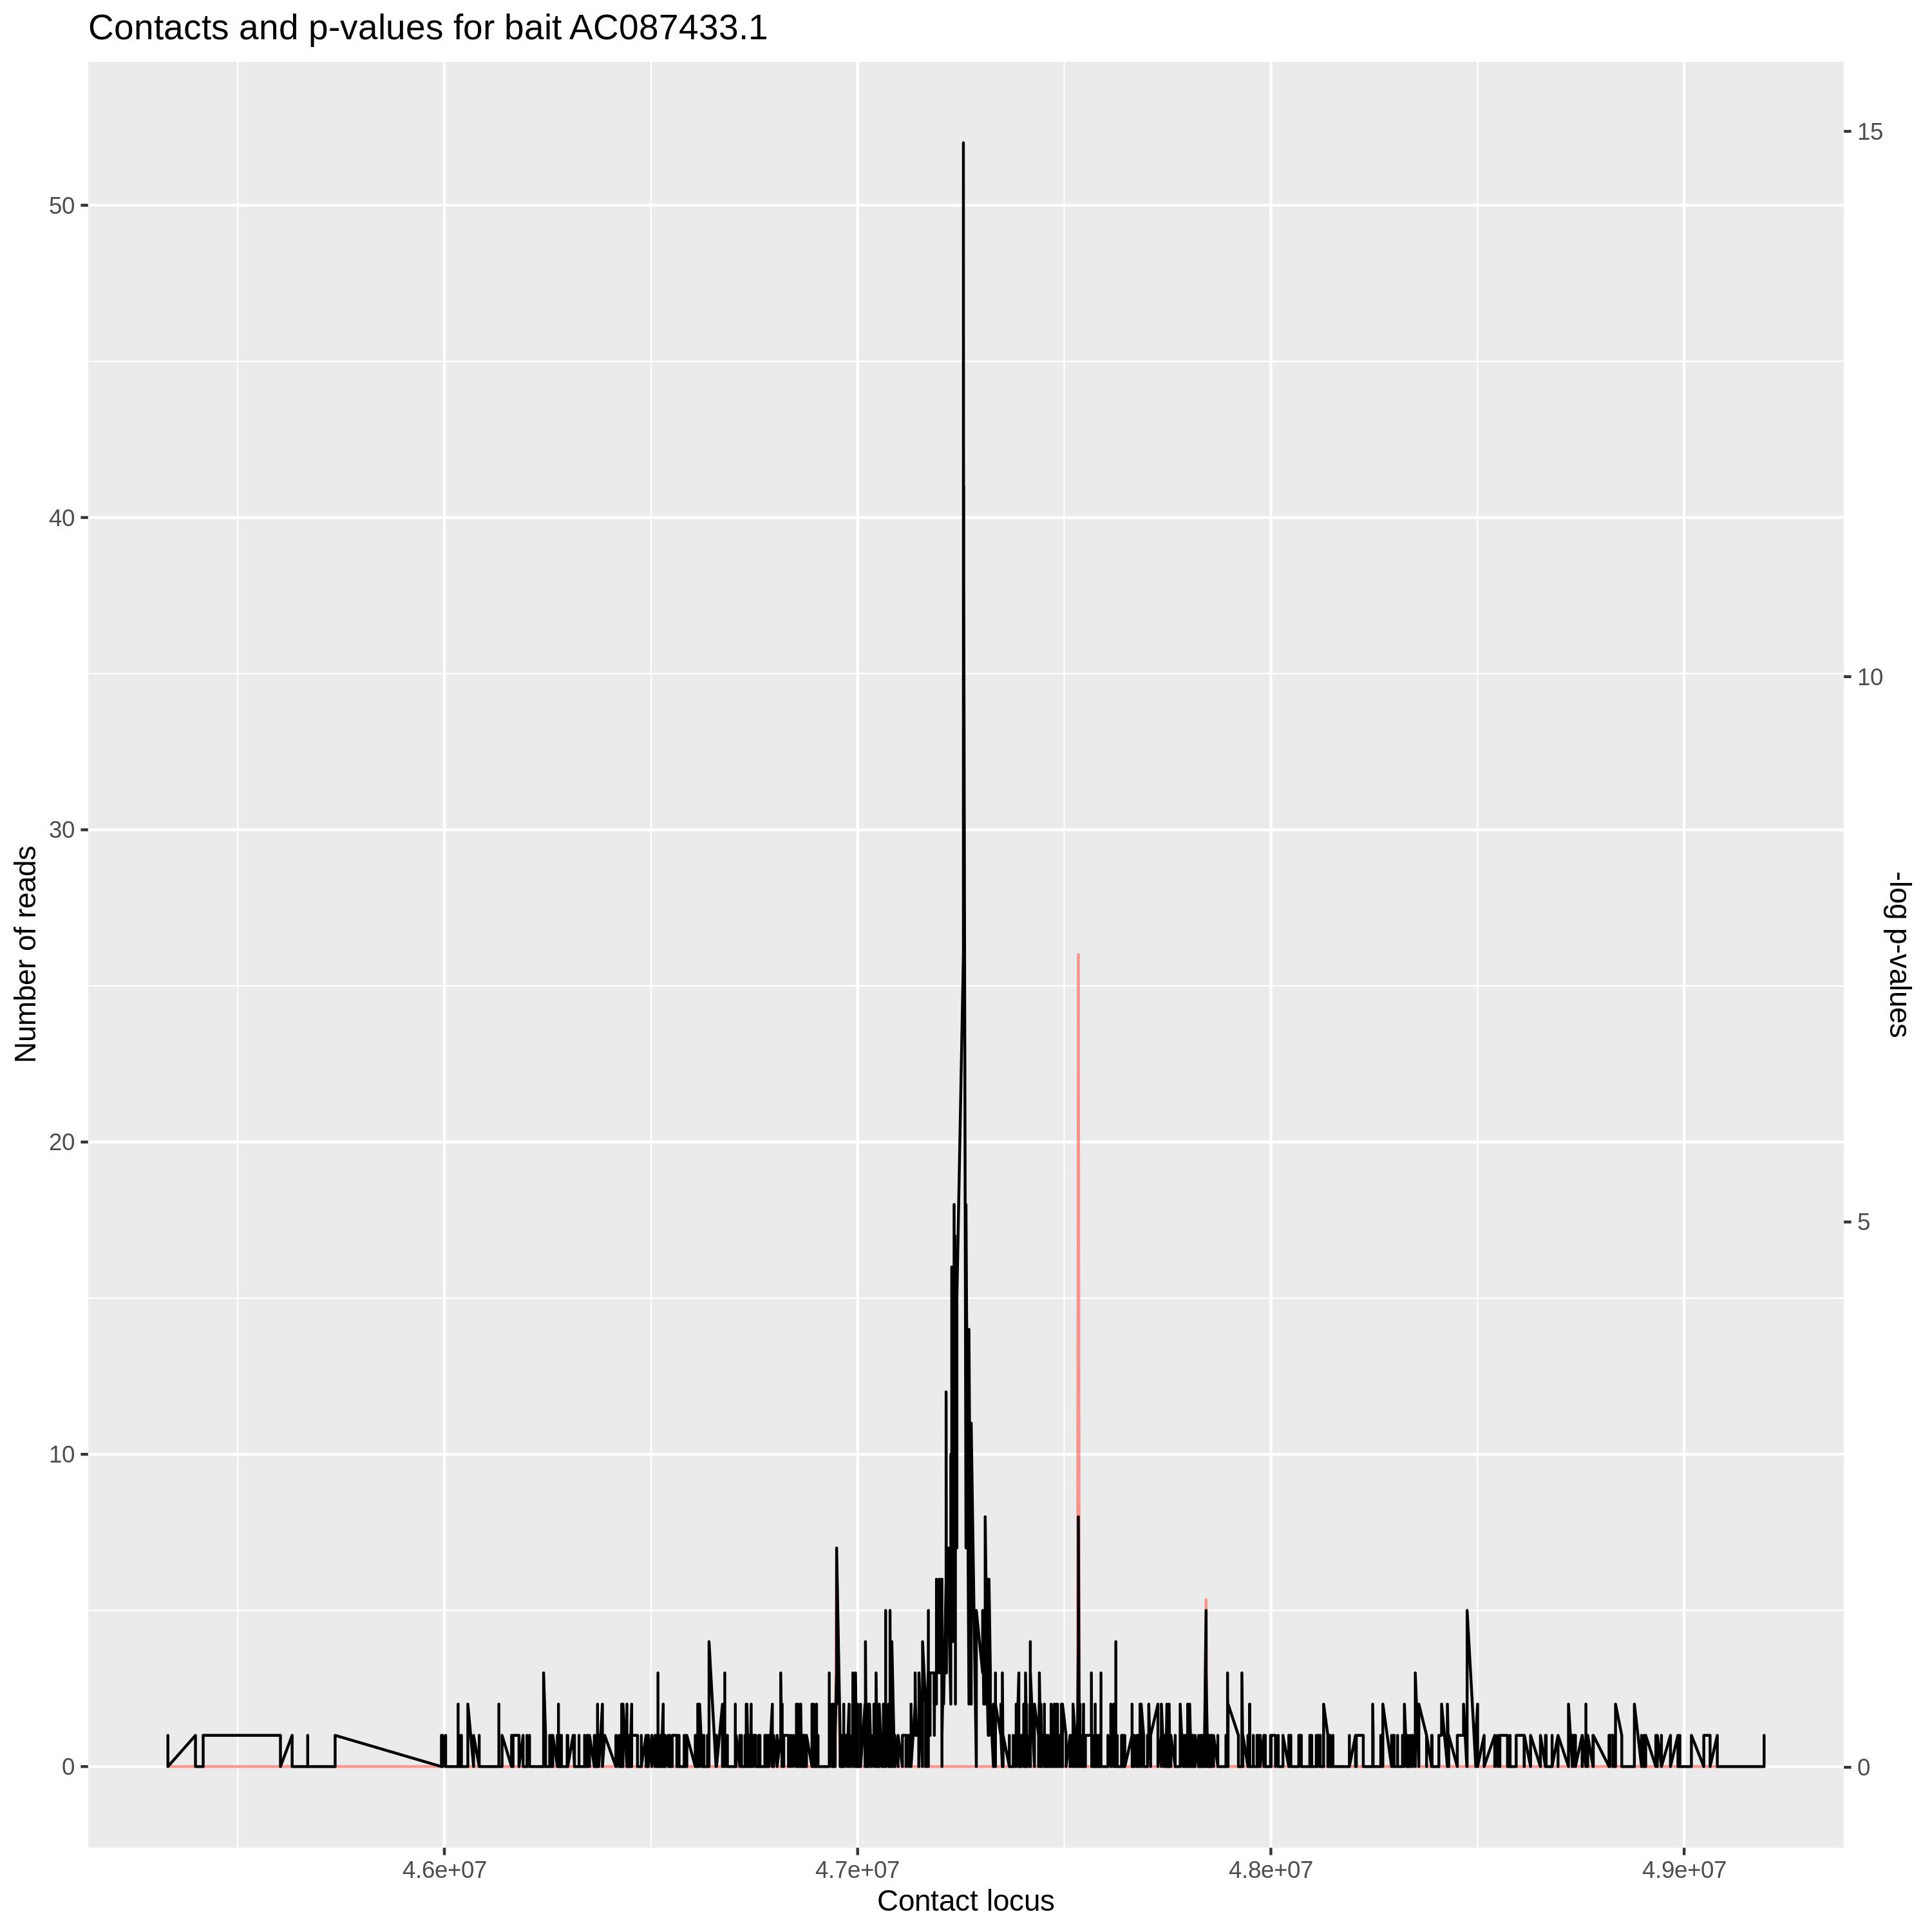 Contacts and p-values for bait AC087433.1
Number of reads
50
40
30
20
10
0
15
10
5
0
-log p-values
4.6e+07
4.7e+07
4.8e+07
4.9e+07
Contact locus